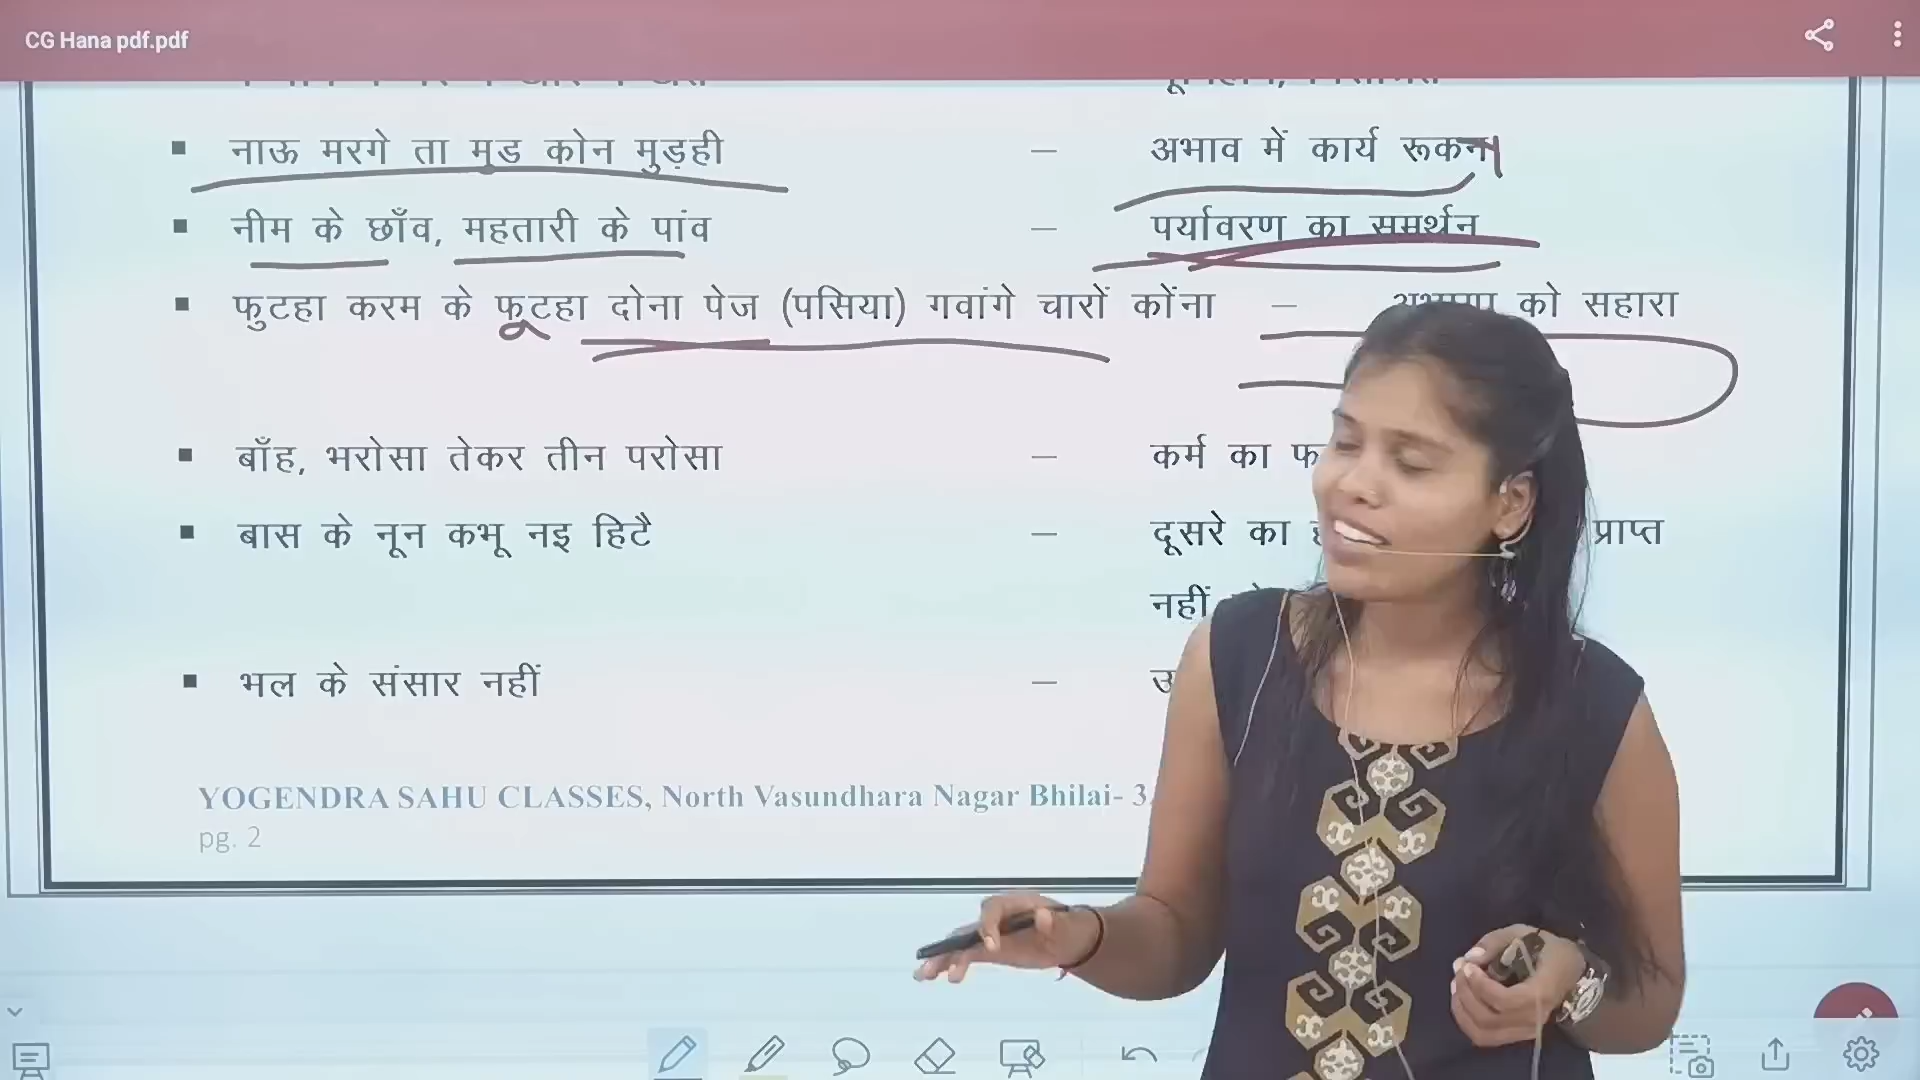 CG Hana pdf.pdf
नाऊ मरगे ता मुड कोन मुड़ही – अभाव में कार्य रूकना
नीम के छाँव, महतारी के पांव – पर्यावरण का समर्थन
फुटहा करम के फूटहा दोना पेज (पसिया) गवांगे चारों कोंना – को सहारा
बाँह, भरोसा तेकर तीन परोसा – कर्म का
बास के नून कभू नइ हिटै – दूसरे का प्राप्त
नहीं
भल के संसार नहीं –
YOGENDRA SAHU CLASSES, North Vasundhara Nagar Bhilai-
pg. 2